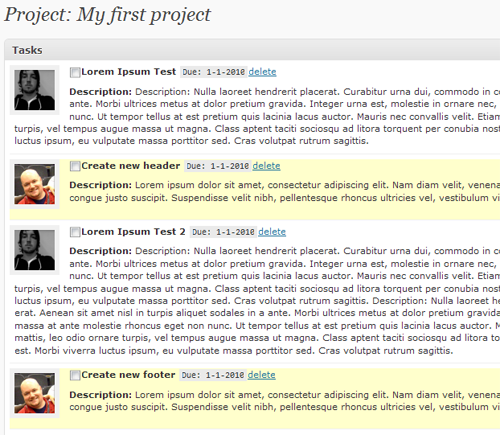 Project: My first project
Tasks
Lorem Ipsum Test Due: 1-1-2010 delete
Description: Description: Nulla laoreet hendrerit placerat. Curabitur urna dui, commodo in co
ante. Morbi ultrices metus at dolor pretium gravida. Integer urna est, molestie in ornare nec,
nunc. Ut tempor tellus at est pretium quis lacinia lacus auctor. Mauris nec convallis velit. Etiam
turpis, vel tempus augue massa ut magna. Class aptent taciti sociosqu ad litora torquent per conubia nost
luctus ipsum, eu vulputate massa porttitor sed. Cras volutpat rutrum sagittis.
Create new header Due: 1-1-2010 delete
Description: Lorem ipsum dolor sit amet, consectetur adipiscing elit. Nam diam velit, venena
congue justo suscipit. Suspendisse velit nibh, pellentesque rhoncus ultricies vel, vestibulum vi
Lorem Ipsum Test 2 Due: 1-1-2010 delete
Description: Description: Nulla laoreet hendrerit placerat. Curabitur urna dui, commodo in co
ante. Morbi ultrices metus at dolor pretium gravida. Integer urna est, molestie in ornare nec,
nunc. Ut tempor tellus at est pretium quis lacinia lacus auctor. Mauris nec convallis velit. Etiam
turpis, vel tempus augue massa ut magna. Class aptent taciti sociosqu ad litora torquent per conubia nost
luctus ipsum, eu vulputate massa porttitor sed. Cras volutpat rutrum sagittis. Description: Nulla laoreet he
erat. Aenean sit amet nisl in turpis aliquet sodales in a ante. Morbi ultrices metus at dolor pretium gravida
massa at ante molestie rhoncus eget non nunc. Ut tempor tellus at est pretium quis lacinia lacus auctor. M
mattis, leo odio ornare turpis, vel tempus augue massa ut magna. Class aptent taciti sociosqu ad litora to
est. Morbi viverra luctus ipsum, eu vulputate massa porttitor sed. Cras volutpat rutrum sagittis.
Create new footer Due: 1-1-2010 delete
Description: Lorem ipsum dolor sit amet, consectetur adipiscing elit. Nam diam velit, venena
congue justo suscipit. Suspendisse velit nibh, pellentesque rhoncus ultricies vel, vestibulum vi